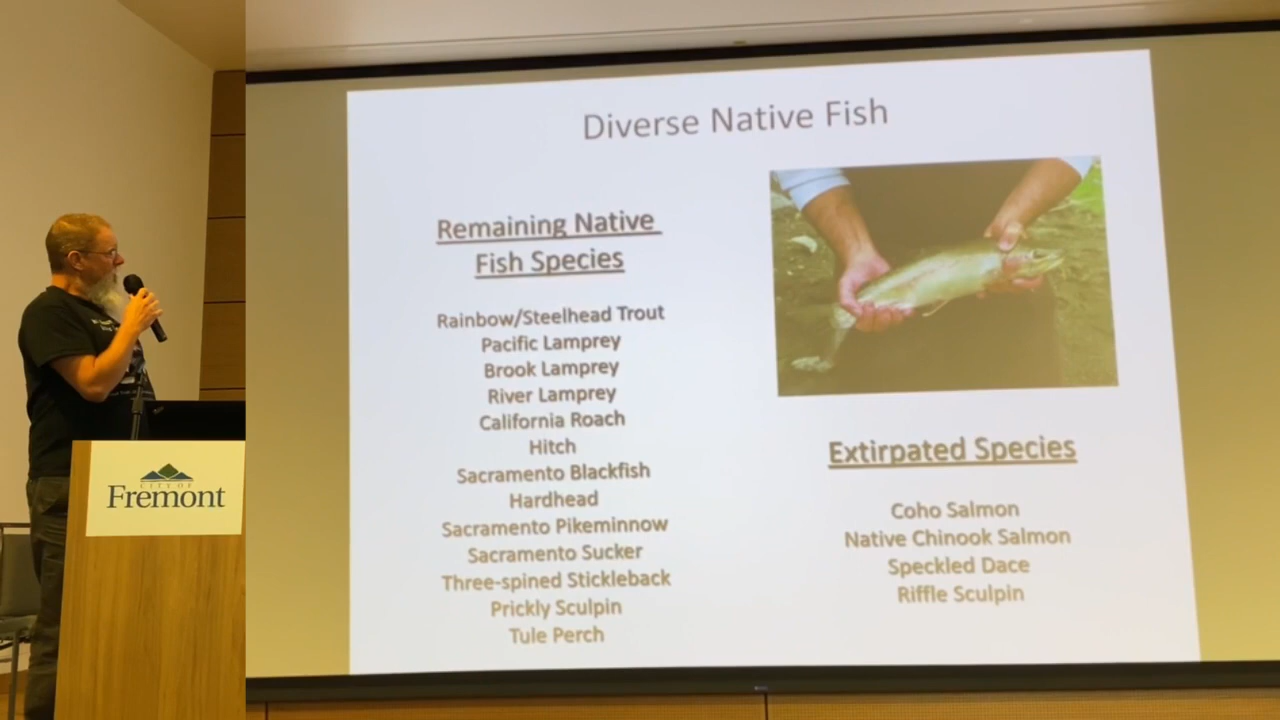 Diverse Native Fish
Remaining Native
Fish Species
Rainbow/Steelhead Trout
Pacific Lamprey
Brook Lamprey
River Lamprey
California Roach
Hitch
Sacramento Blackfish
Hardhead
Sacramento Pikeminnow
Sacramento Sucker
Three-spined Stickleback
Prickly Sculpin
Tule Perch
Extirpated Species
Coho Salmon
Native Chinook Salmon
Speckled Dace
Riffle Sculpin
CITY OF
Fremont